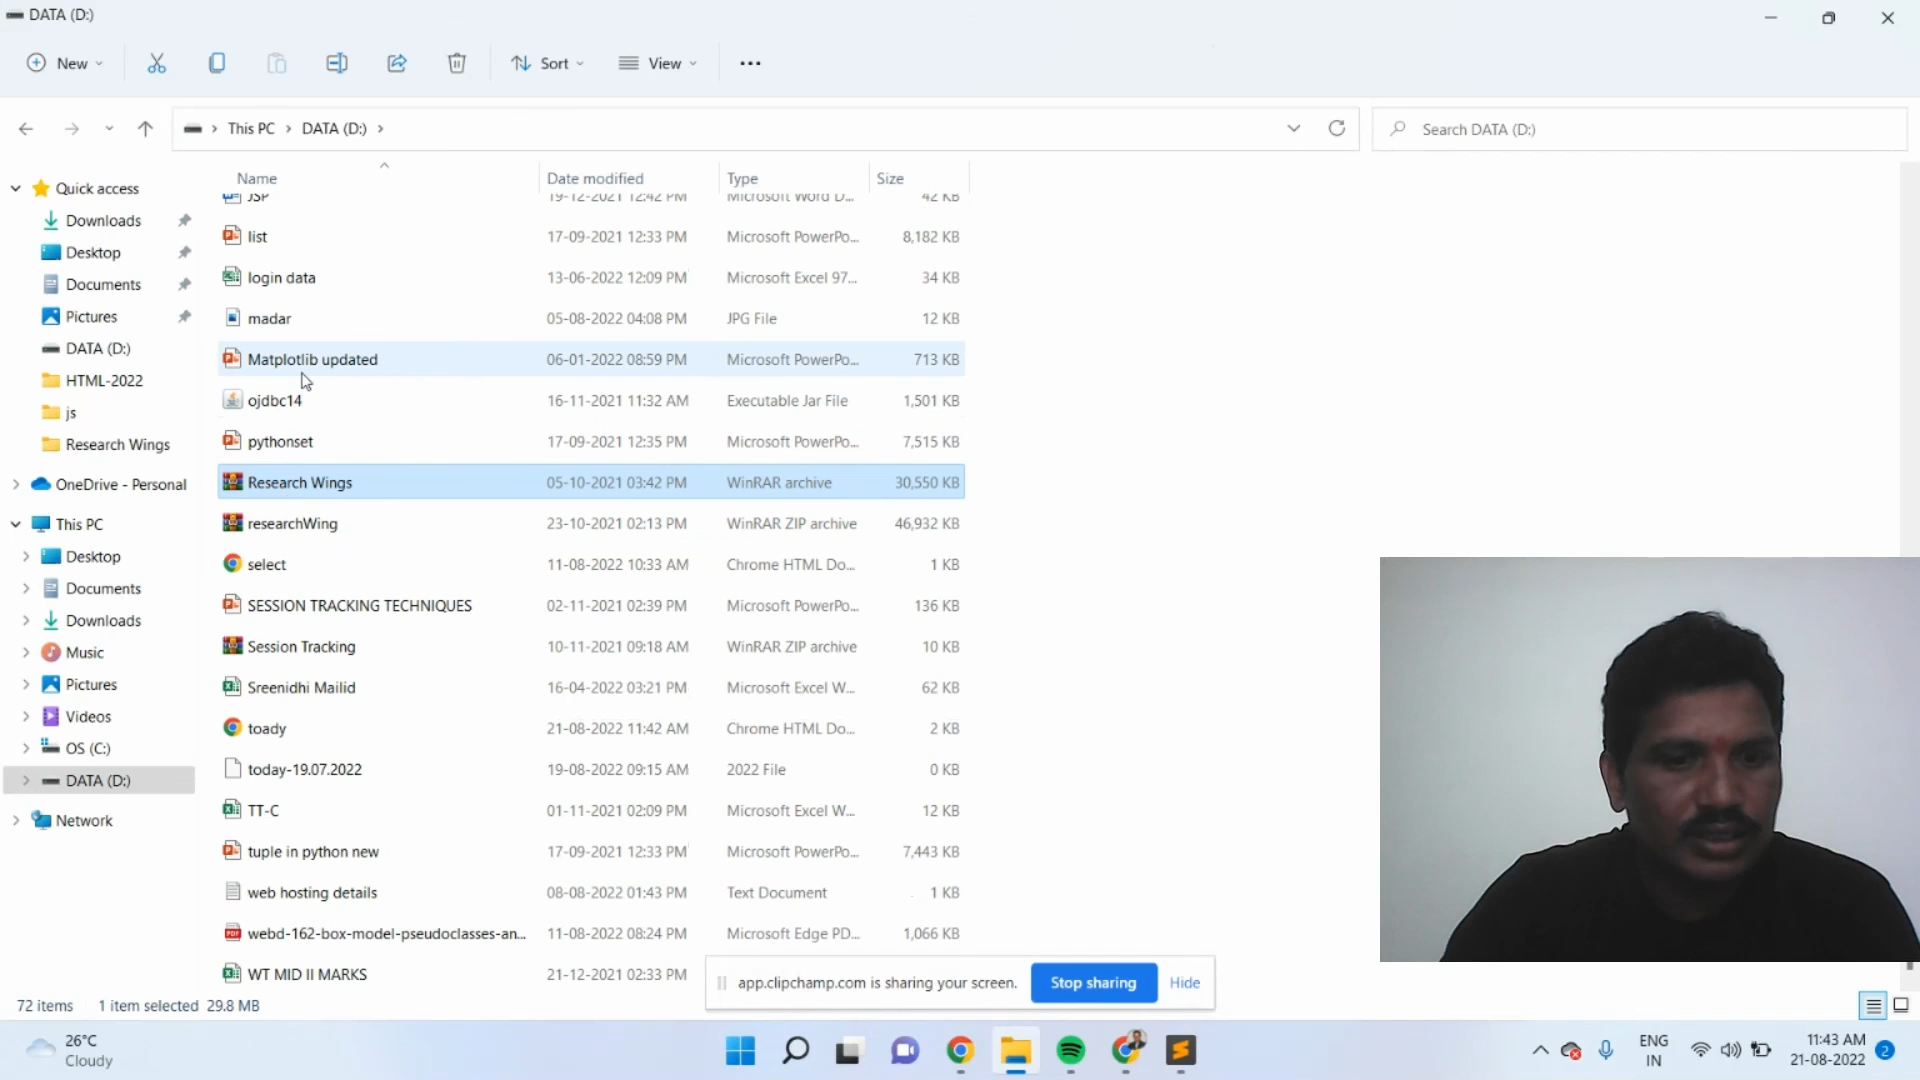 DATA (D:)
New
Sort
View
This PC
DATA (D:)
Search DATA (D:)
Name
Date modified
Type
Size
Quick access
Downloads
Desktop
Documents
Pictures
DATA (D:)
HTML-2022
js
Research Wings
OneDrive - Personal
This PC
Desktop
Documents
Downloads
Music
Pictures
Videos
OS (C:)
DATA (D:)
Network
JSP 19-12-2021 12:42 PM Microsoft Word D... 42 KB
list 17-09-2021 12:33 PM Microsoft PowerPo... 8,182 KB
login data 13-06-2022 12:09 PM Microsoft Excel 97... 34 KB
madar 05-08-2022 04:08 PM JPG File 12 KB
Matplotlib updated 06-01-2022 08:59 PM Microsoft PowerPo... 713 KB
ojdbc14 16-11-2021 11:32 AM Executable Jar File 1,501 KB
pythonset 17-09-2021 12:35 PM Microsoft PowerPo... 7,515 KB
Research Wings 05-10-2021 03:42 PM WinRAR archive 30,550 KB
researchWing 23-10-2021 02:13 PM WinRAR ZIP archive 46,932 KB
select 11-08-2022 10:33 AM Chrome HTML Do... 1 KB
SESSION TRACKING TECHNIQUES 02-11-2021 02:39 PM Microsoft PowerPo... 136 KB
Session Tracking 10-11-2021 09:18 AM WinRAR ZIP archive 10 KB
Sreenidhi Mailid 16-04-2022 03:21 PM Microsoft Excel W... 62 KB
toady 21-08-2022 11:42 AM Chrome HTML Do... 2 KB
today-19.07.2022 19-08-2022 09:15 AM 2022 File 0 KB
TT-C 01-11-2021 02:09 PM Microsoft Excel W... 12 KB
tuple in python new 17-09-2021 12:33 PM Microsoft PowerPo... 7,443 KB
web hosting details 08-08-2022 01:43 PM Text Document 1 KB
webd-162-box-model-pseudoclasses-an... 11-08-2022 08:24 PM Microsoft Edge PD... 1,066 KB
WT MID II MARKS 21-12-2021 02:33 PM
app.clipchamp.com is sharing your screen. Stop sharing Hide
72 items 1 item selected 29.8 MB
26°C
Cloudy
ENG
IN
11:43 AM
21-08-2022
2